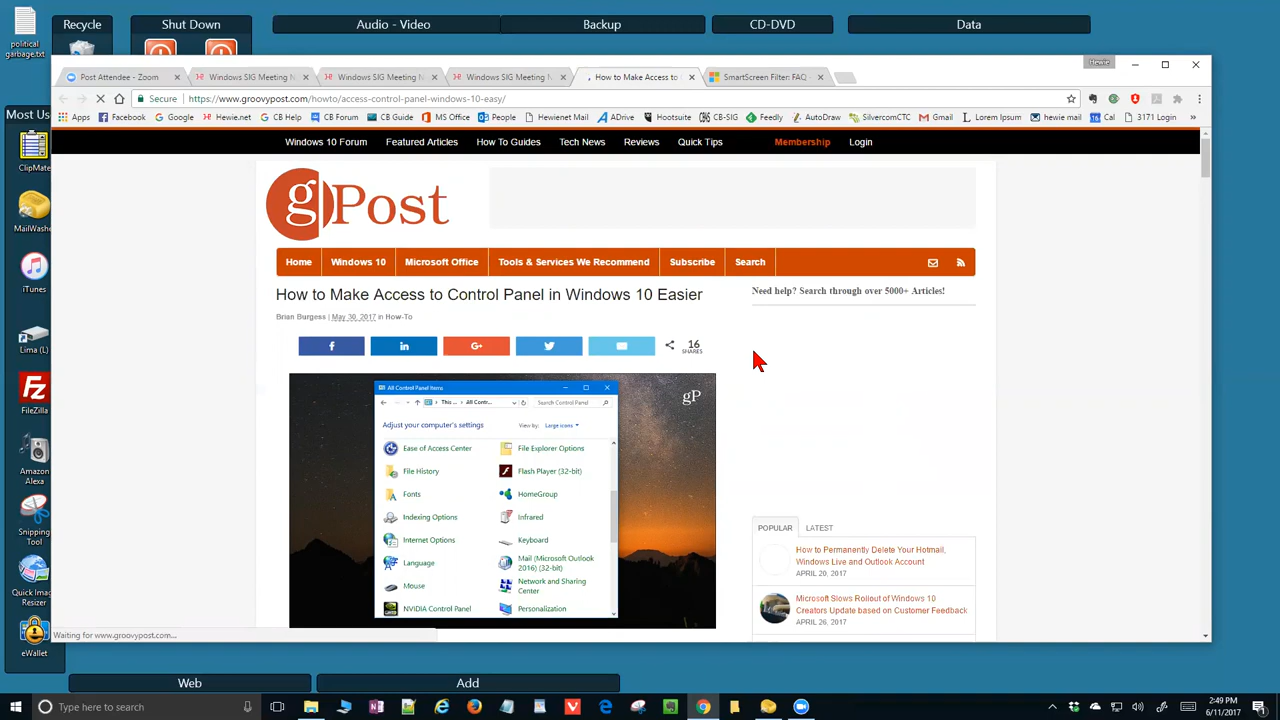 political
garbage.txt
Recycle
Shut Down
Audio - Video
Backup
CD-DVD
Data
Most Us
ClipMate
MailWashe
iTunes
Lima (L)
FileZilla
Amazon
Alexa
Snipping
Tool
Quick Imag
Resizer
eWallet
Hewie
Post Attendee - Zoom
Windows SIG Meeting N
Windows SIG Meeting N
Windows SIG Meeting N
How to Make Access to
SmartScreen Filter: FAQ -
Secure
https://www.groovypost.com/howto/access-control-panel-windows-10-easy/
Apps
Facebook
Google
Hewie.net
CB Help
CB Forum
CB Guide
MS Office
People
Hewienet Mail
ADrive
Hootsuite
CB-SIG
Feedly
AutoDraw
SilvercomTC
Gmail
Lorem Ipsum
hewie mail
16 Cal
3171 Login
Windows 10 Forum
Featured Articles
How To Guides
Tech News
Reviews
Quick Tips
Membership
Login
gPost
Home
Windows 10
Microsoft Office
Tools & Services We Recommend
Subscribe
Search
How to Make Access to Control Panel in Windows 10 Easier
Brian Burgess | May 30, 2017 in How-To
16
SHARES
Need help? Search through over 5000+ Articles!
gP
All Control Panel Items
This ... › All Contr...
Search Control Panel
Adjust your computer's settings
View by: Large icons
Ease of Access Center
File Explorer Options
File History
Flash Player (32-bit)
Fonts
HomeGroup
Indexing Options
Infrared
Internet Options
Keyboard
Language
Mail (Microsoft Outlook
2016) (32-bit)
Mouse
Network and Sharing
Center
NVIDIA Control Panel
Personalization
POPULAR
LATEST
How to Permanently Delete Your Hotmail,
Windows Live and Outlook Account
APRIL 20, 2017
Microsoft Slows Rollout of Windows 10
Creators Update based on Customer Feedback
APRIL 26, 2017
Waiting for www.groovypost.com...
Web
Add
Type here to search
2:49 PM
6/11/2017